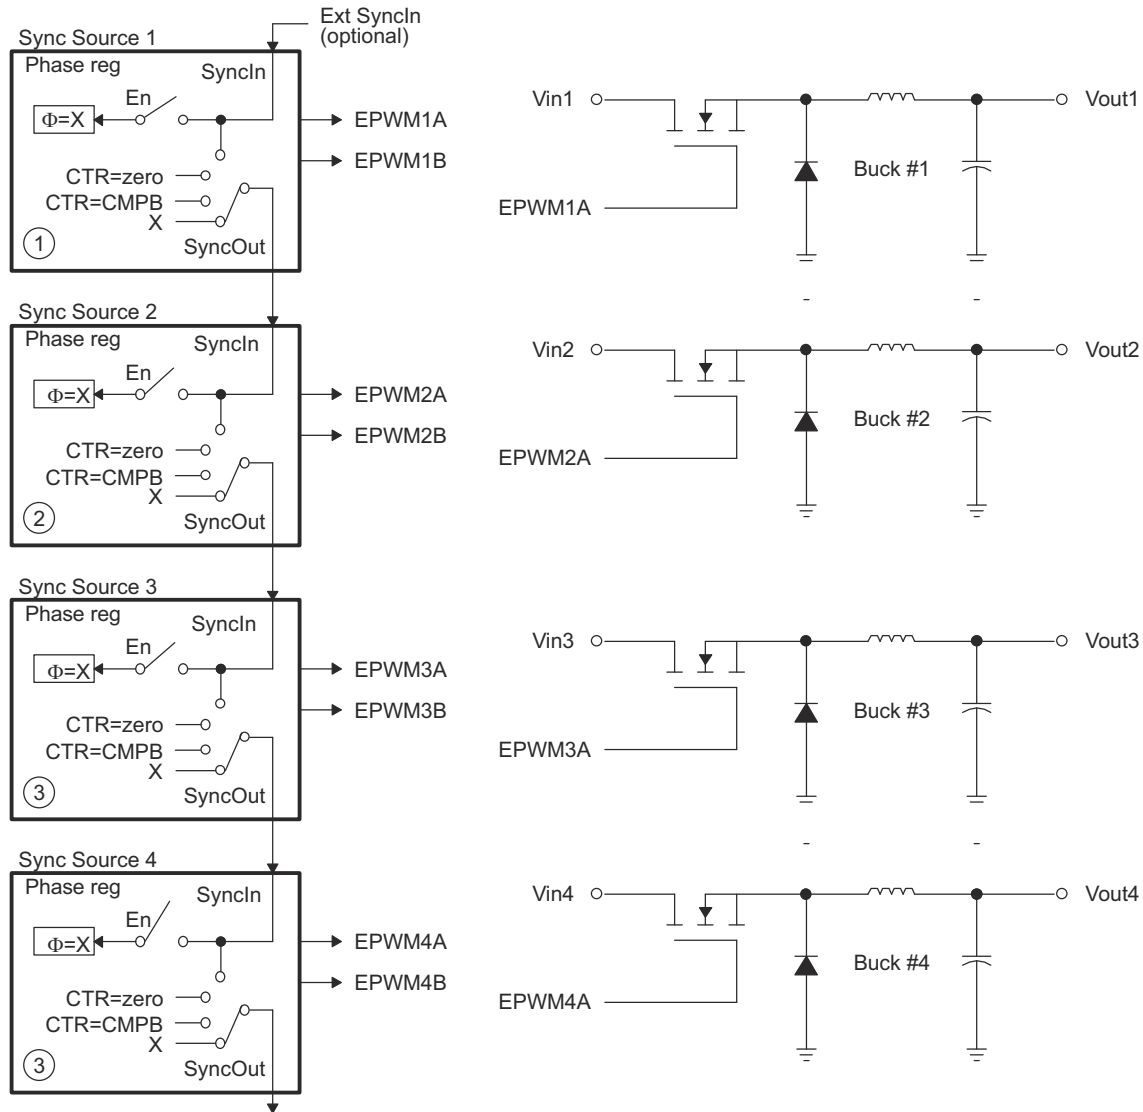 Ext SyncIn
(optional)
Sync Source 1
Phase reg
SyncIn
En
Φ=X
EPWM1A
EPWM1B
CTR=zero
CTR=CMPB
X
SyncOut
1
Vin1
Vout1
Buck #1
EPWM1A
Sync Source 2
Phase reg
SyncIn
En
Φ=X
EPWM2A
EPWM2B
CTR=zero
CTR=CMPB
X
SyncOut
2
Vin2
Vout2
Buck #2
EPWM2A
Sync Source 3
Phase reg
SyncIn
En
Φ=X
EPWM3A
EPWM3B
CTR=zero
CTR=CMPB
X
SyncOut
3
Vin3
Vout3
Buck #3
EPWM3A
Sync Source 4
Phase reg
SyncIn
En
Φ=X
EPWM4A
EPWM4B
CTR=zero
CTR=CMPB
X
SyncOut
3
Vin4
Vout4
Buck #4
EPWM4A